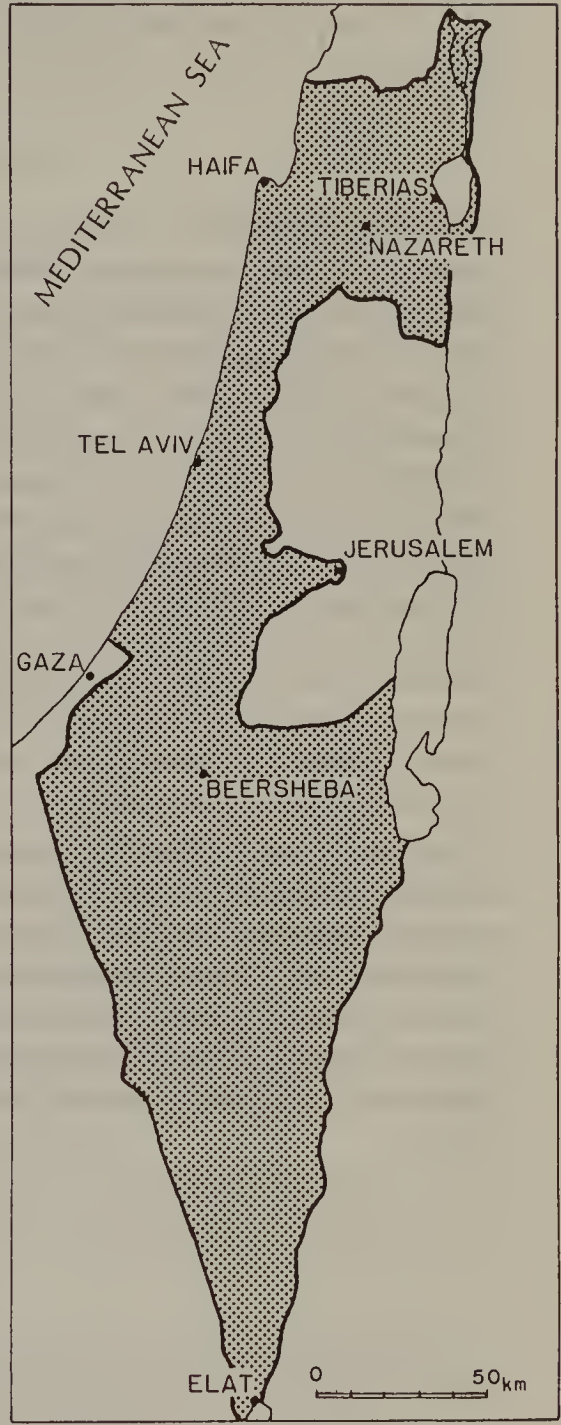 MEDITERRANEAN SEA
HAIFA
TIBERIAS
NAZARETH
TEL AVIV
JERUSALEM
GAZA
BEERSHEBA
ELAT
0 50km